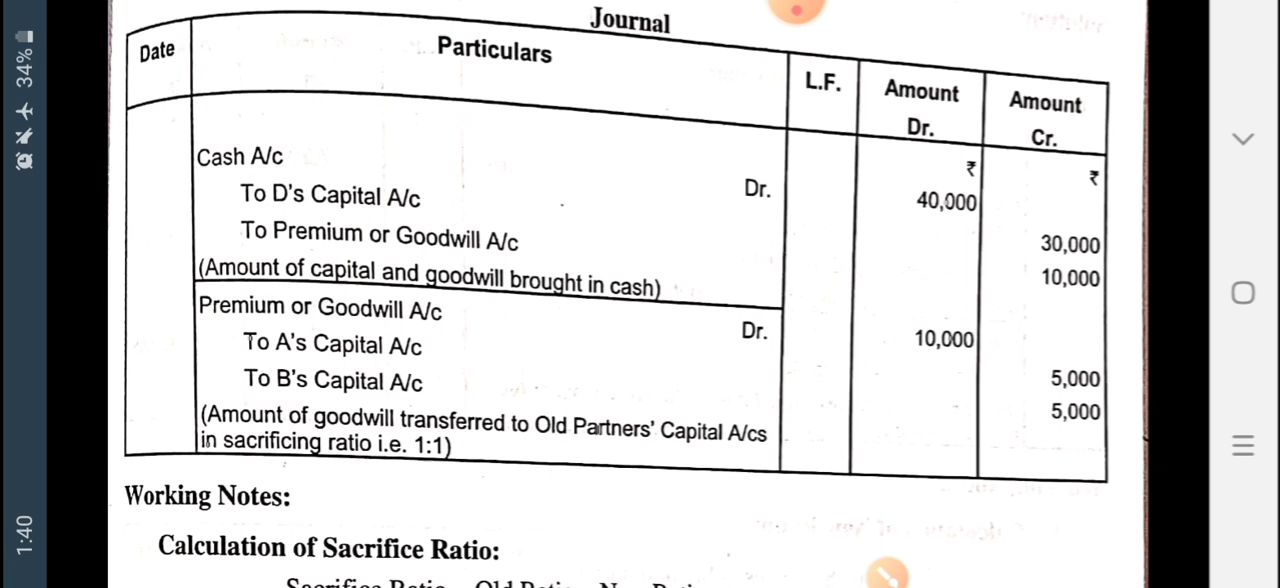 Journal
Date Particulars L.F. Amount Dr. Amount Cr.
₹ ₹
Cash A/c Dr. 40,000
To D's Capital A/c 30,000
To Premium or Goodwill A/c 10,000
(Amount of capital and goodwill brought in cash)
Premium or Goodwill A/c Dr. 10,000
To A's Capital A/c 5,000
To B's Capital A/c 5,000
(Amount of goodwill transferred to Old Partners' Capital A/cs
in sacrificing ratio i.e. 1:1)
Working Notes:
Calculation of Sacrifice Ratio:
34%
1:40